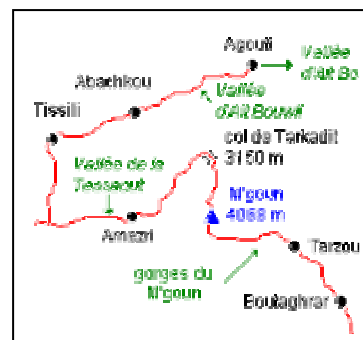 Agouti
Vallée
d'Aït Bo
Abachkou
Vallée
d'Aït Bouwli
Tissili
col de Tarkadit
3150 m
Vallée de la
Tessaout
M'goun
4068 m
Amezri
Tarzou
gorges du
M'goun
Boutaghrar